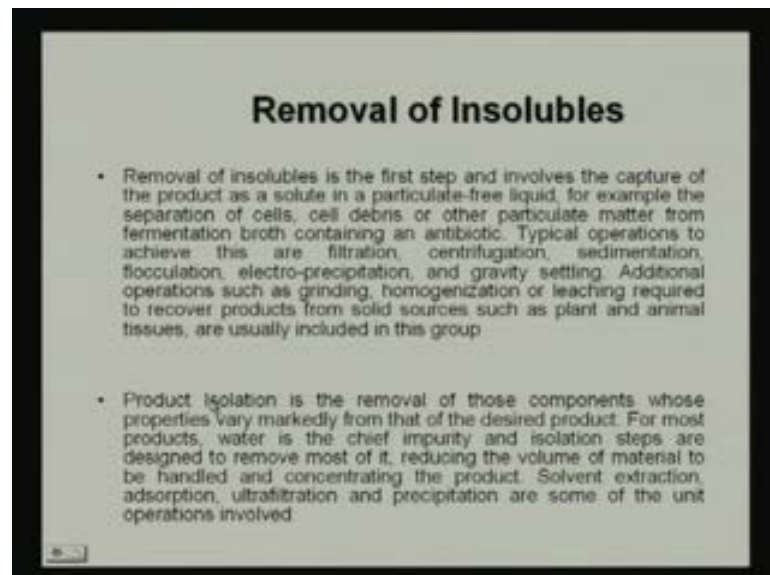 Removal of Insolubles
• Removal of insolubles is the first step and involves the capture of
the product as a solute in a particulate-free liquid, for example the
separation of cells, cell debris or other particulate matter from
fermentation broth containing an antibiotic. Typical operations to
achieve this are filtration, centrifugation, sedimentation,
flocculation, electro-precipitation, and gravity settling. Additional
operations such as grinding, homogenization or leaching required
to recover products from solid sources such as plant and animal
tissues, are usually included in this group
• Product Isolation is the removal of those components whose
properties vary markedly from that of the desired product. For most
products, water is the chief impurity and isolation steps are
designed to remove most of it, reducing the volume of material to
be handled and concentrating the product. Solvent extraction,
adsorption, ultrafiltration and precipitation are some of the unit
operations involved